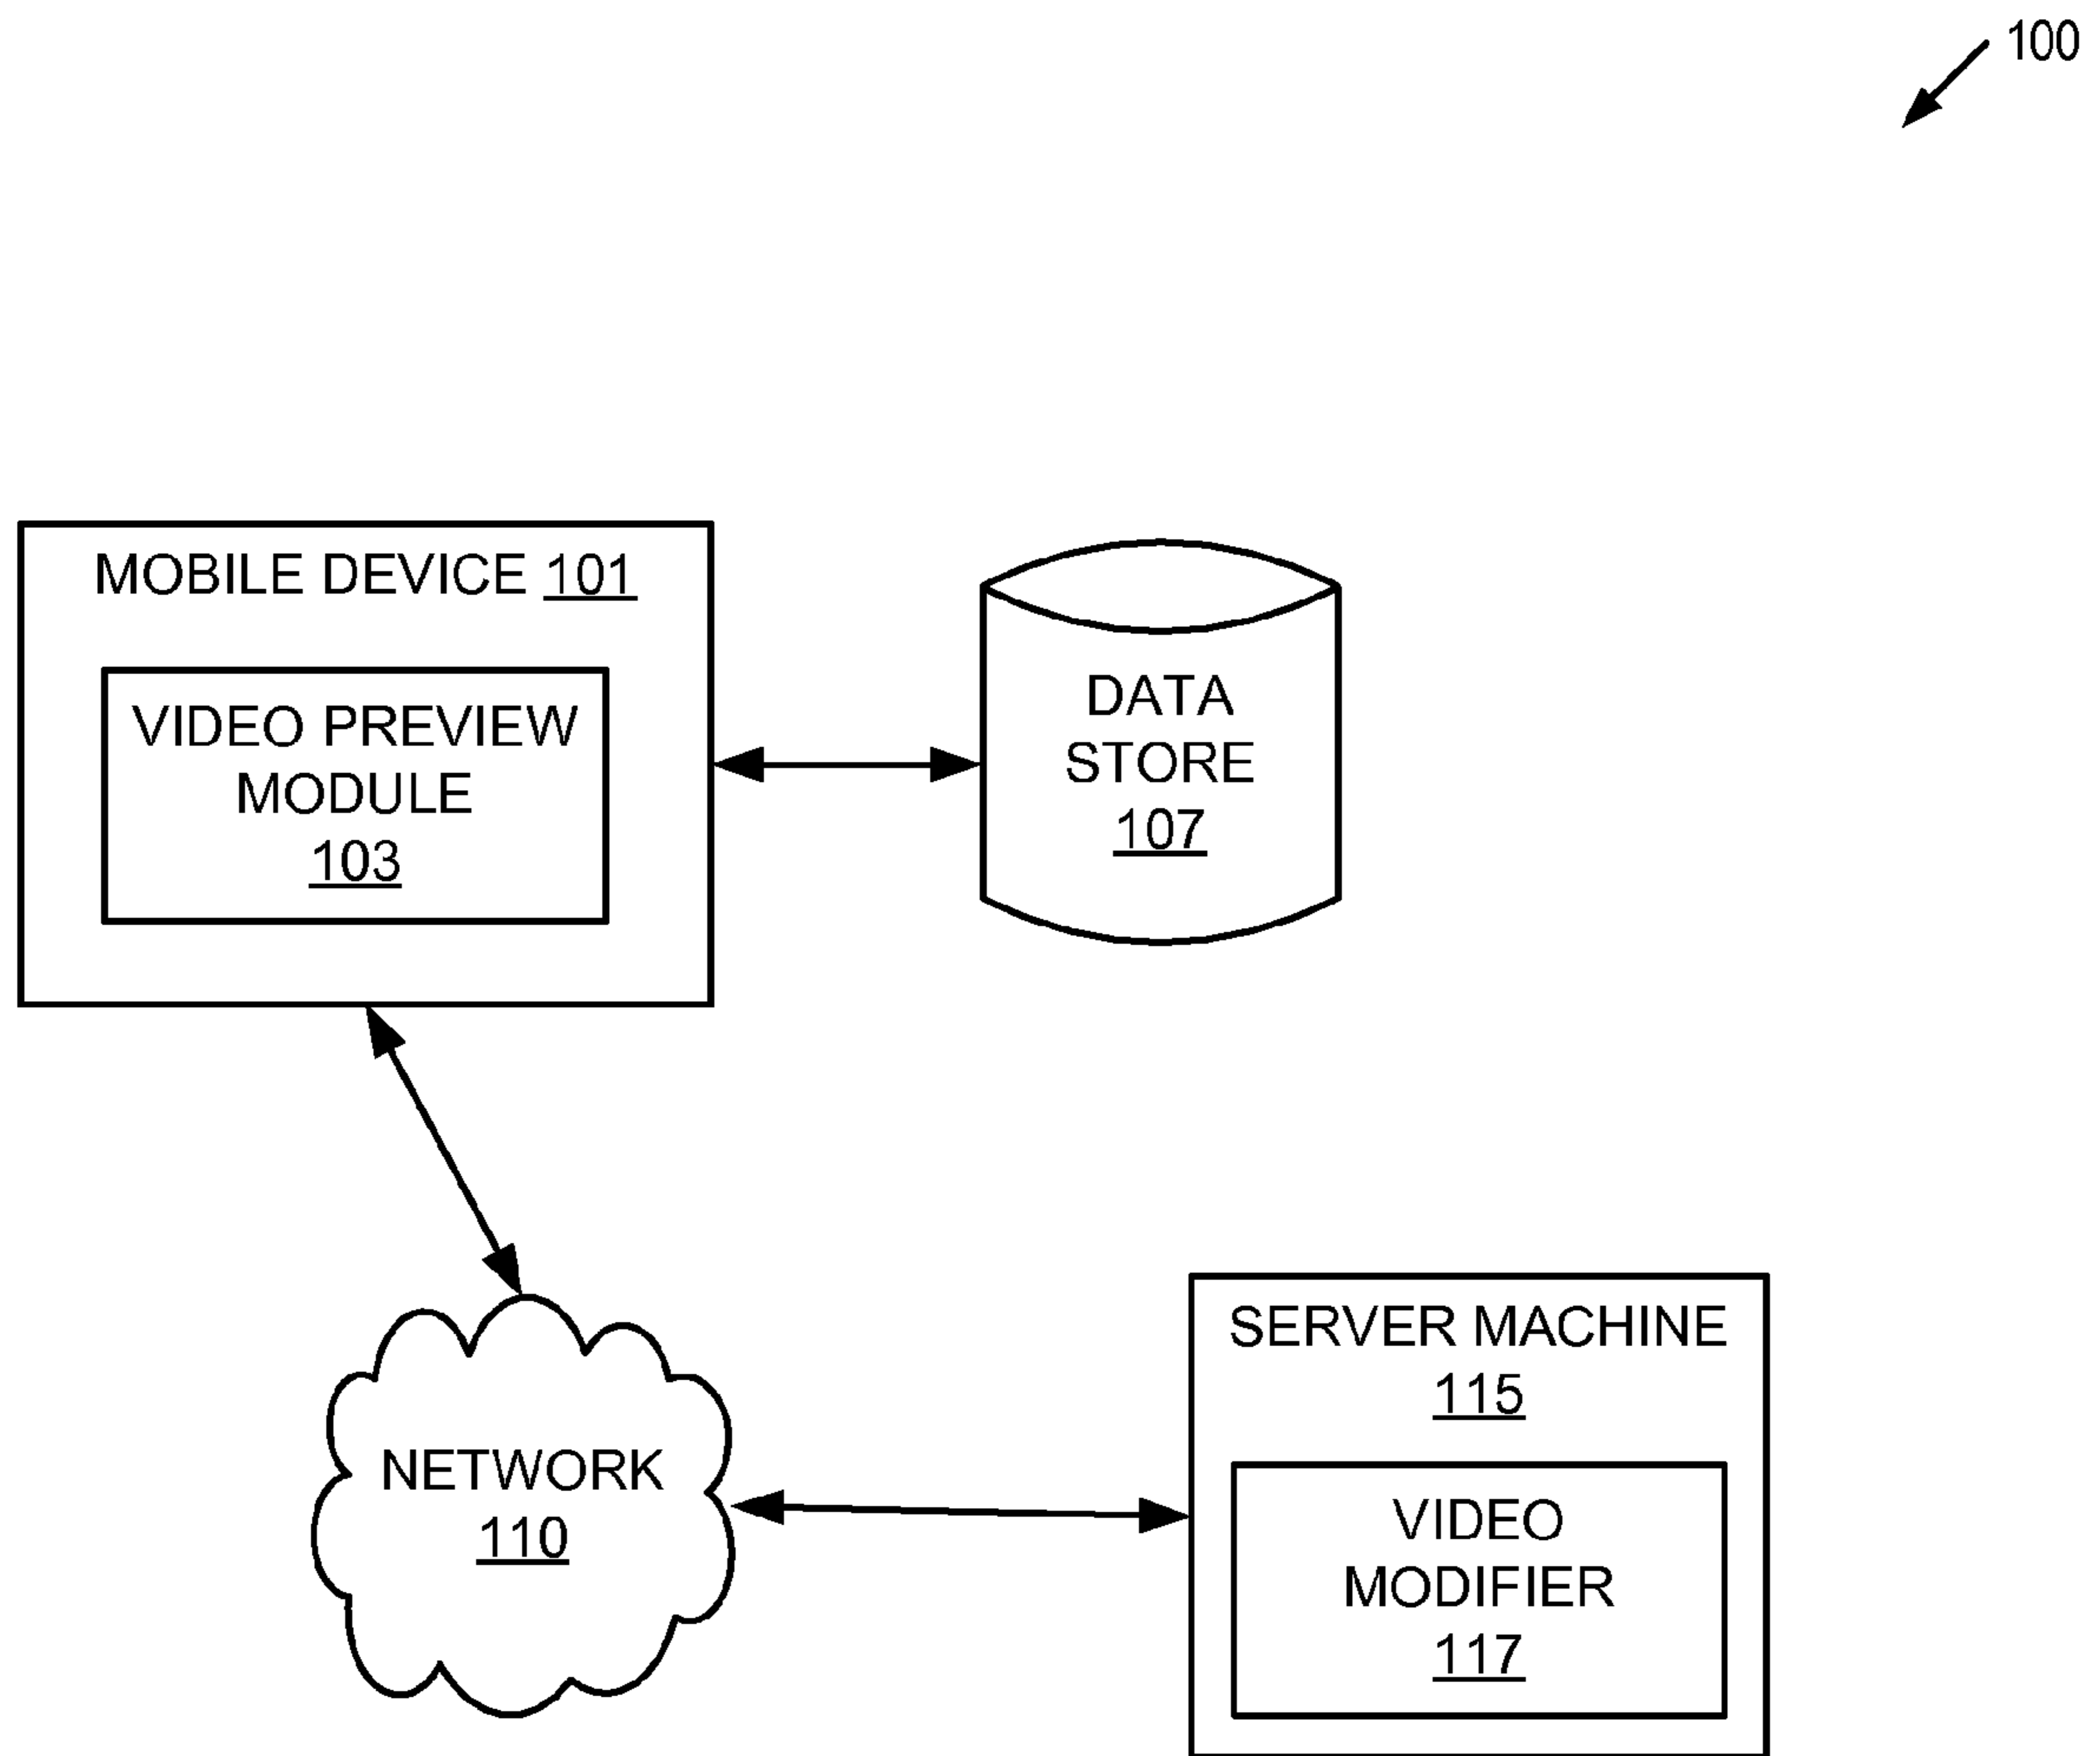 100
MOBILE DEVICE 101
VIDEO PREVIEW
MODULE
103
DATA
STORE
107
NETWORK
110
SERVER MACHINE
115
VIDEO
MODIFIER
117